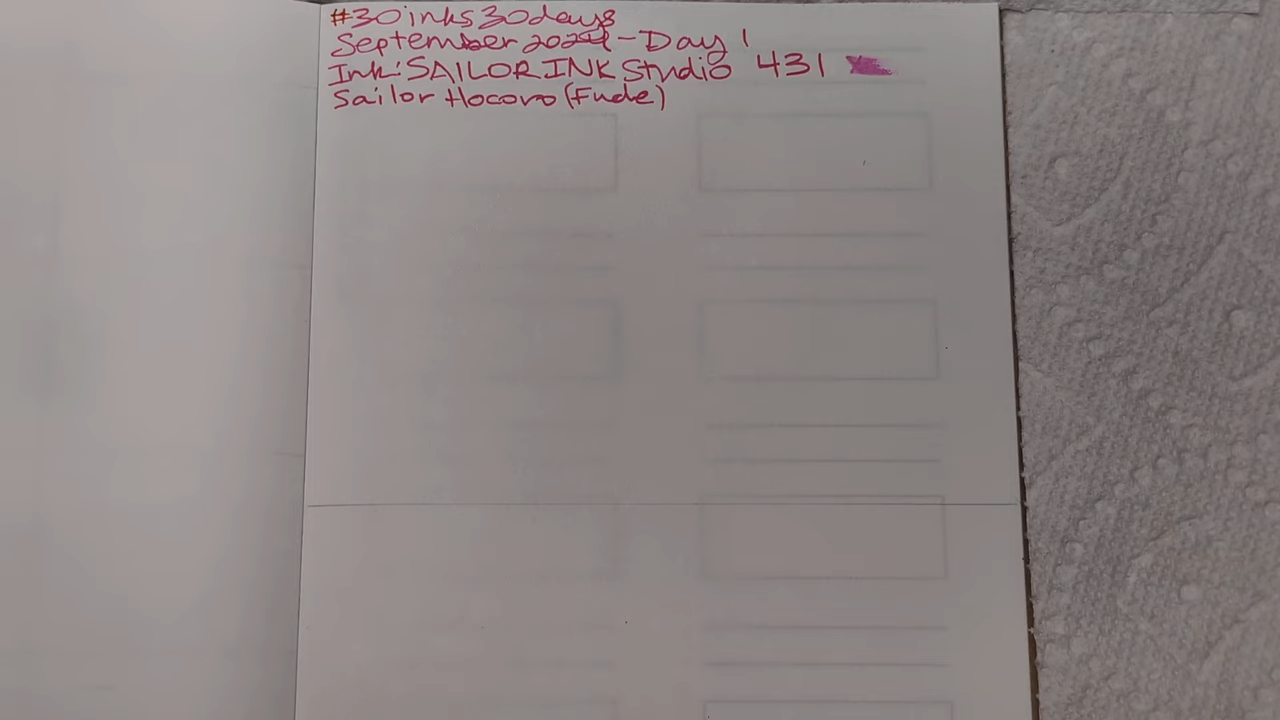 #30inks30days
September 2024 - Day 1
Ink: SAILOR INK Studio 431
Sailor Hocoro (Fude)